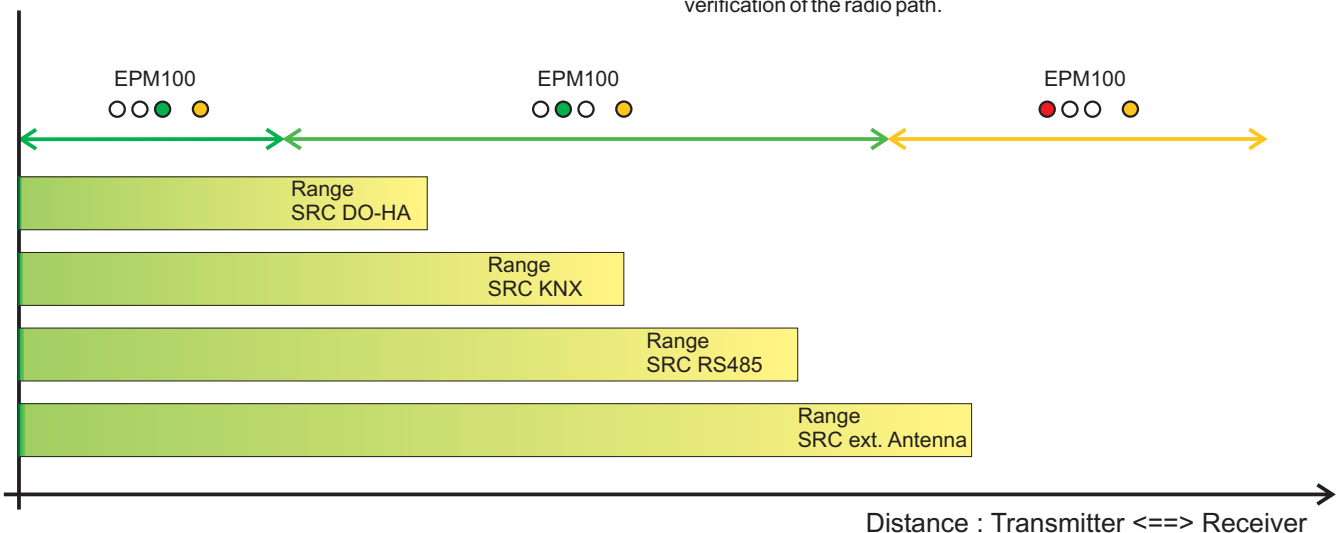 verification of the radio path.
EPM100
EPM100
EPM100
Range
SRC DO-HA
Range
SRC KNX
Range
SRC RS485
Range
SRC ext. Antenna
Distance : Transmitter <==> Receiver